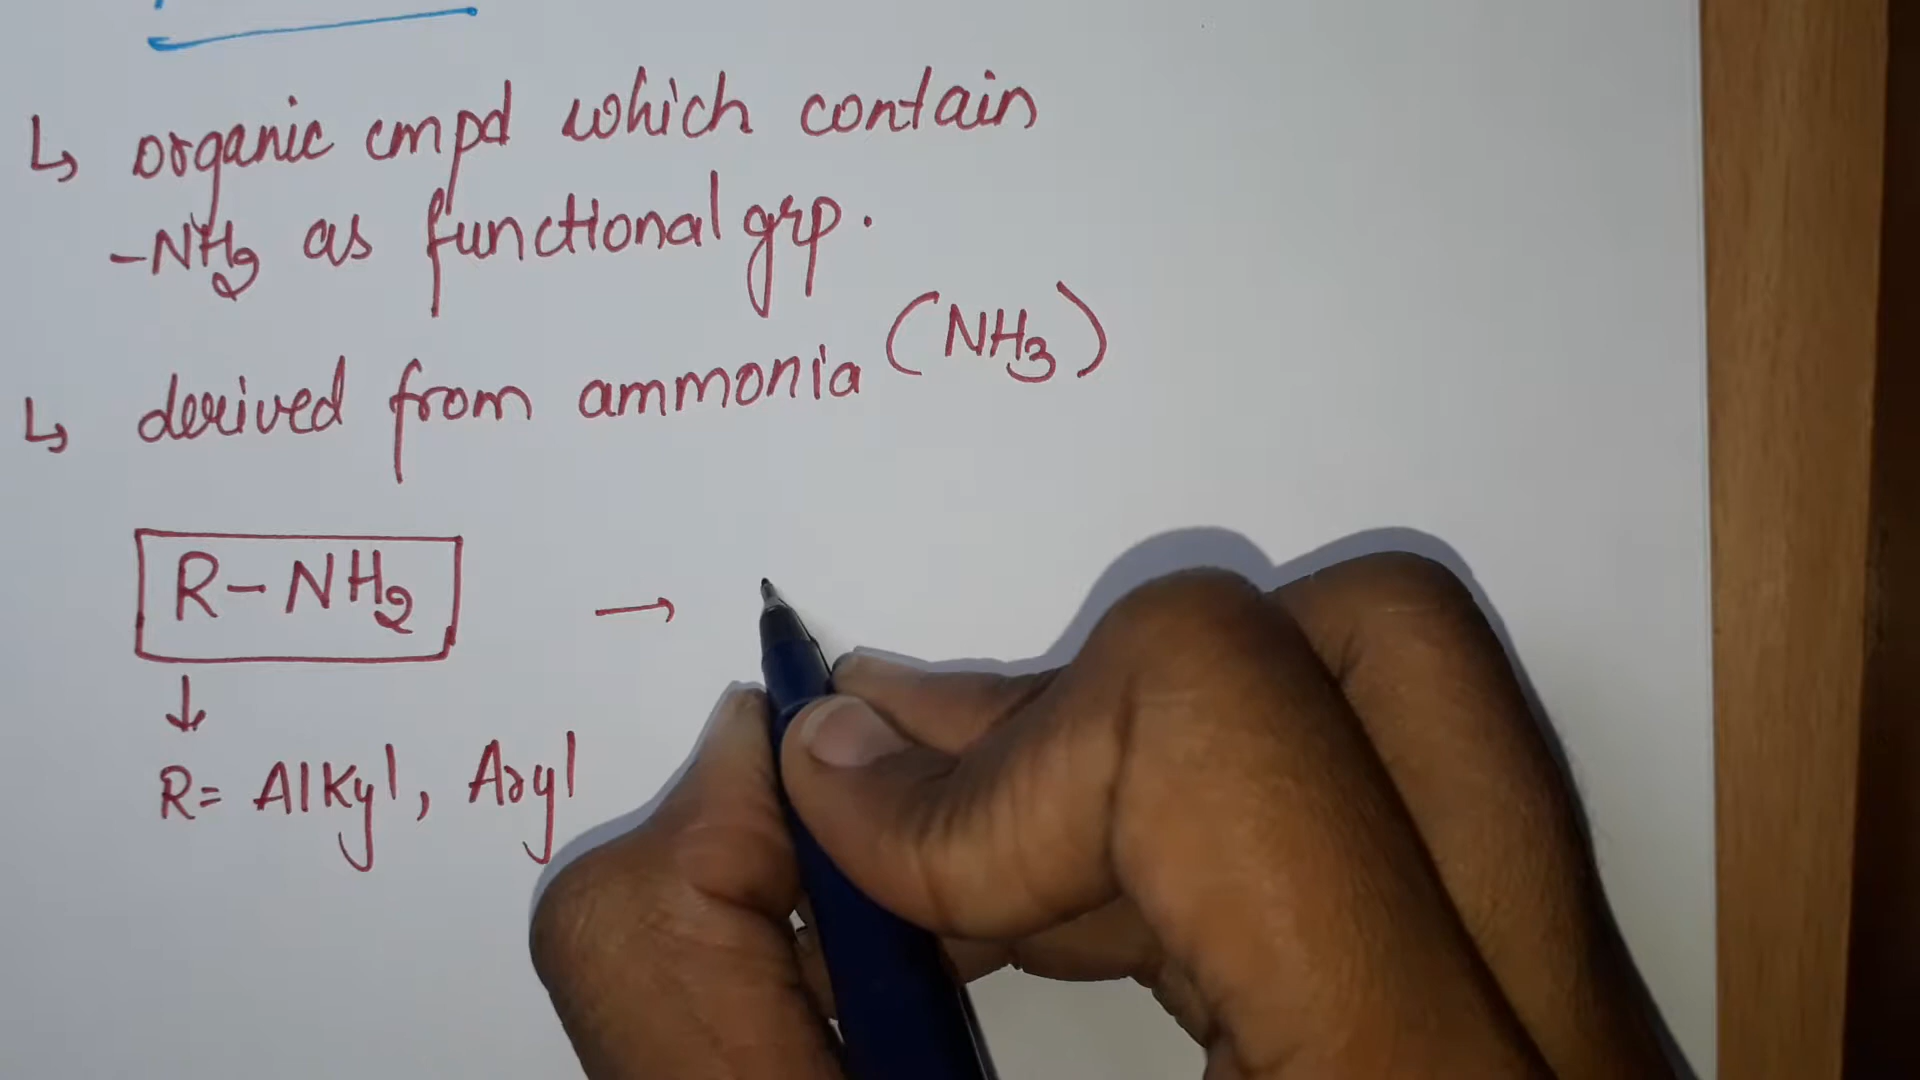 ↳ organic cmpd which contain
-NH2 as functional grp.
↳ derived from ammonia (NH3)
R-NH2 →
↓
R= Alkyl, Aryl